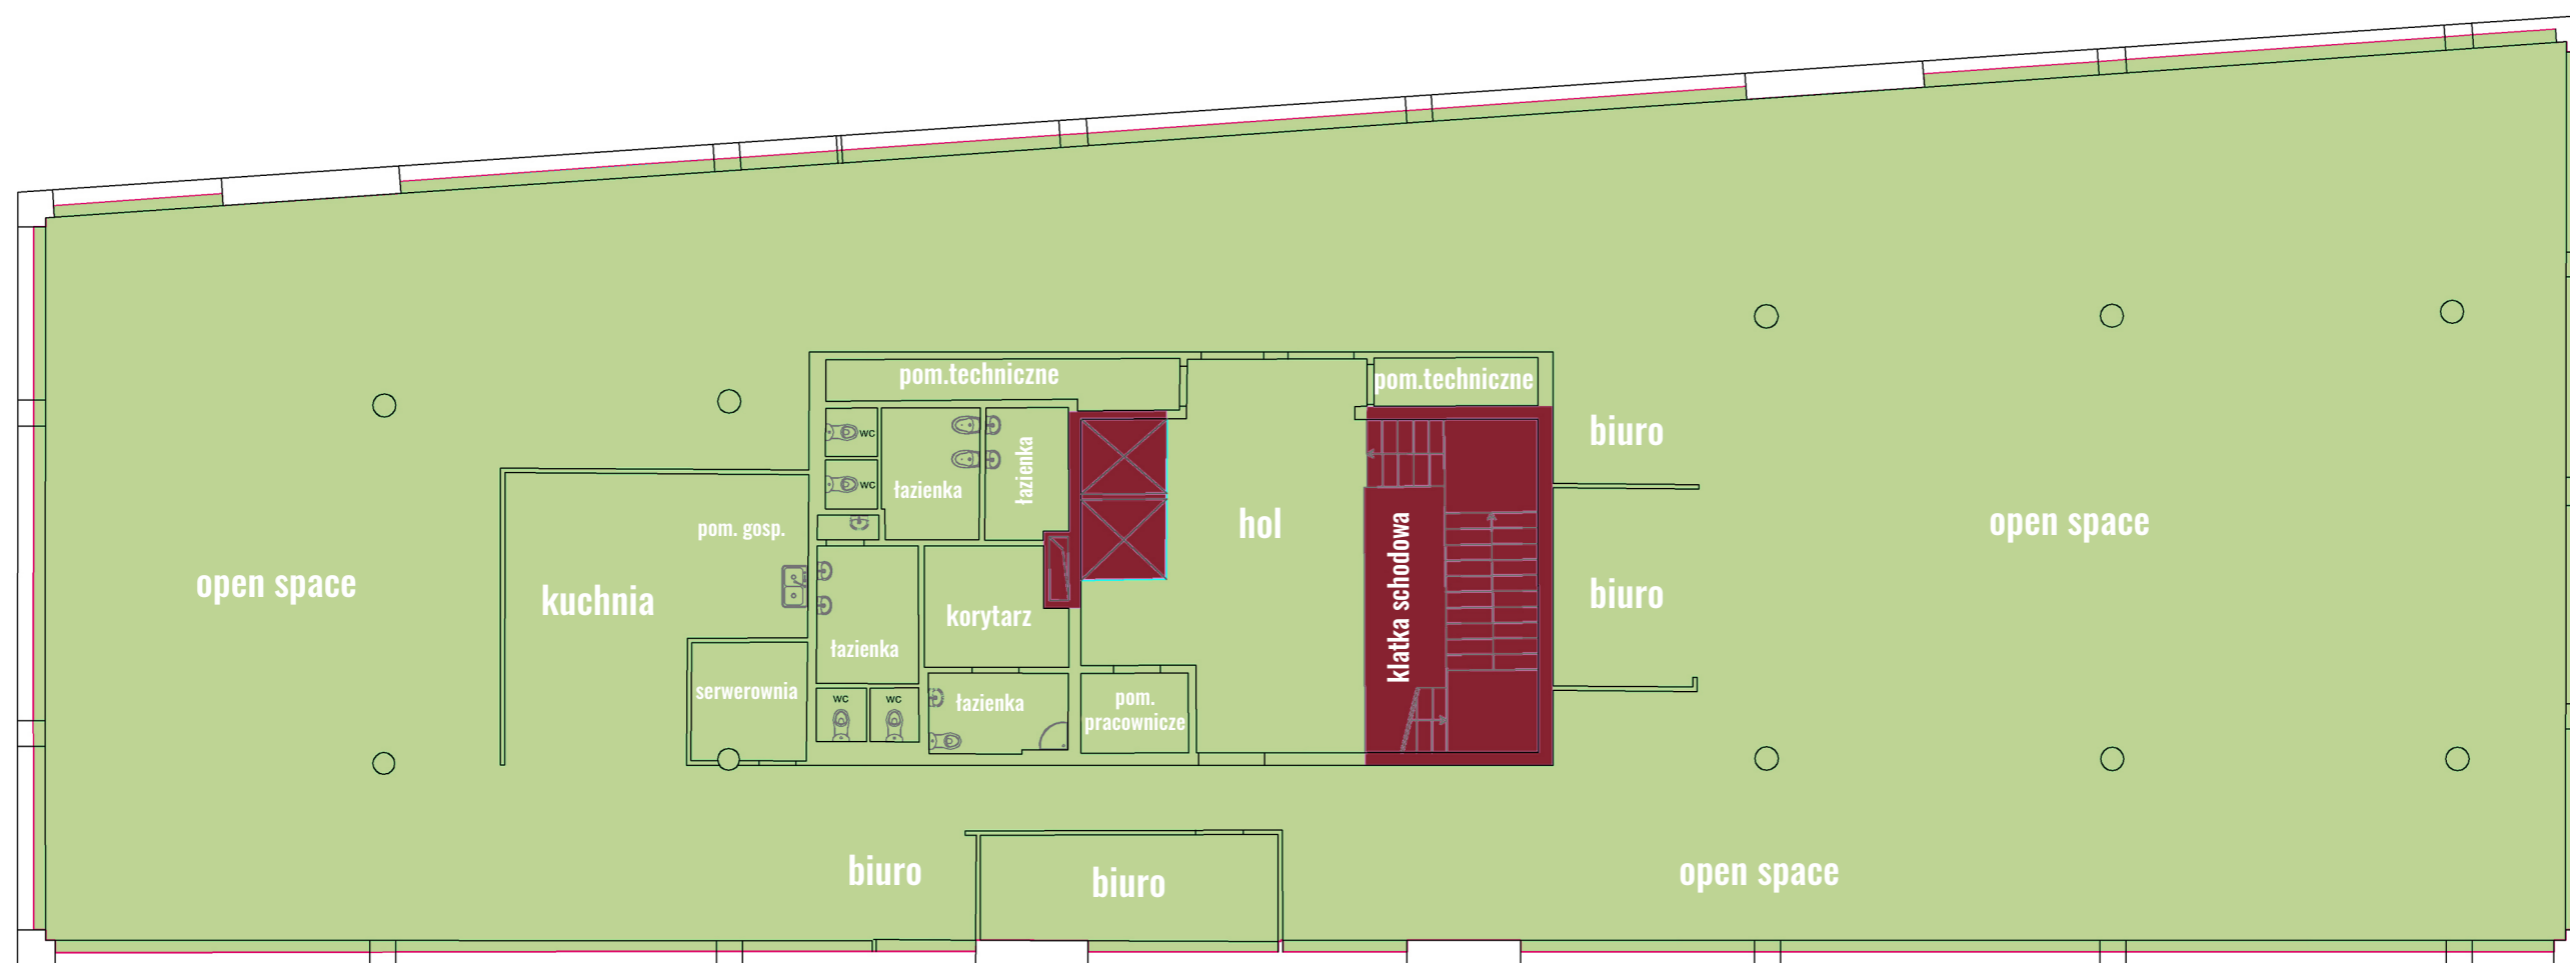 pom.techniczne
pom.techniczne
WC
WC
łazienka
łazienka
biuro
pom. gosp.
hol
open space
open space
kuchnia
klatka schodowa
biuro
korytarz
łazienka
serwerownia
WC
WC
łazienka
pom.
pracownicze
biuro
biuro
open space